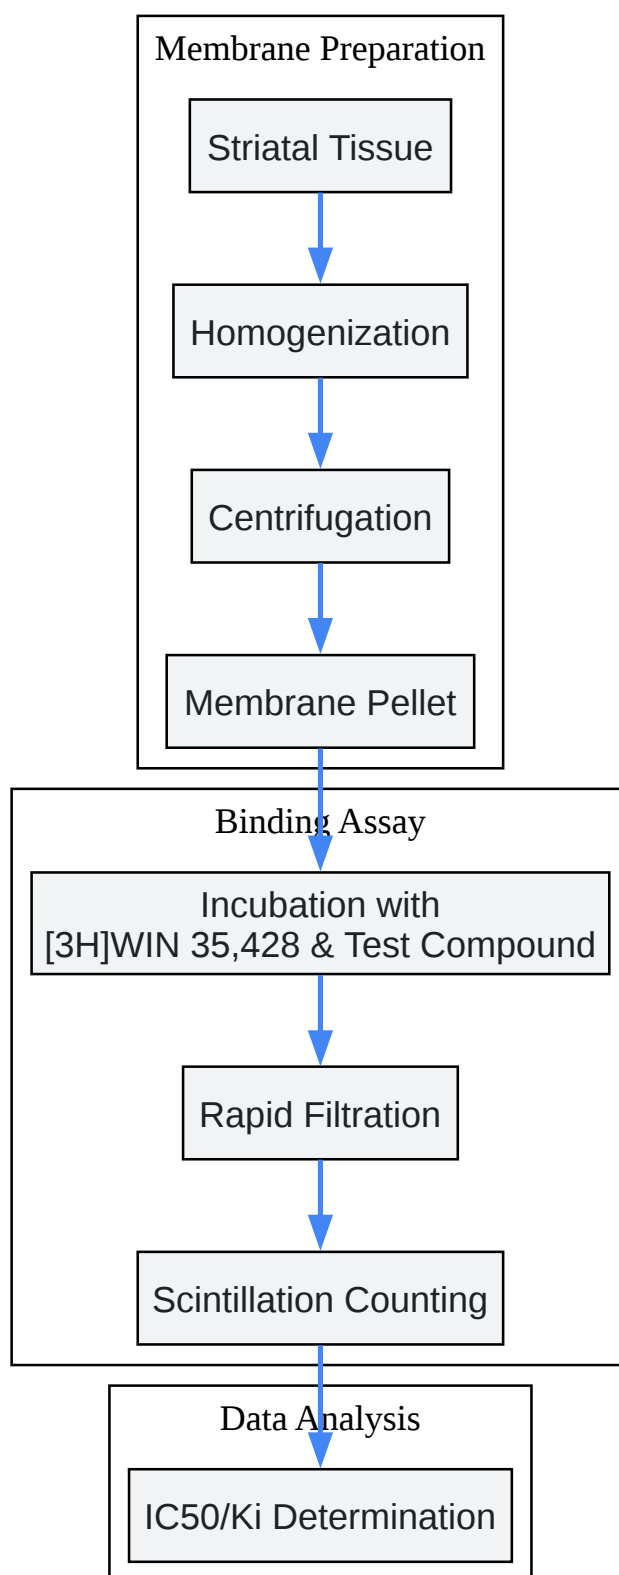 Membrane Preparation
Striatal Tissue
Homogenization
Centrifugation
Membrane Pellet
Binding Assay
Incubation with
[3H]WIN 35,428 & Test Compound
Rapid Filtration
Scintillation Counting
Data Analysis
IC50/Ki Determination